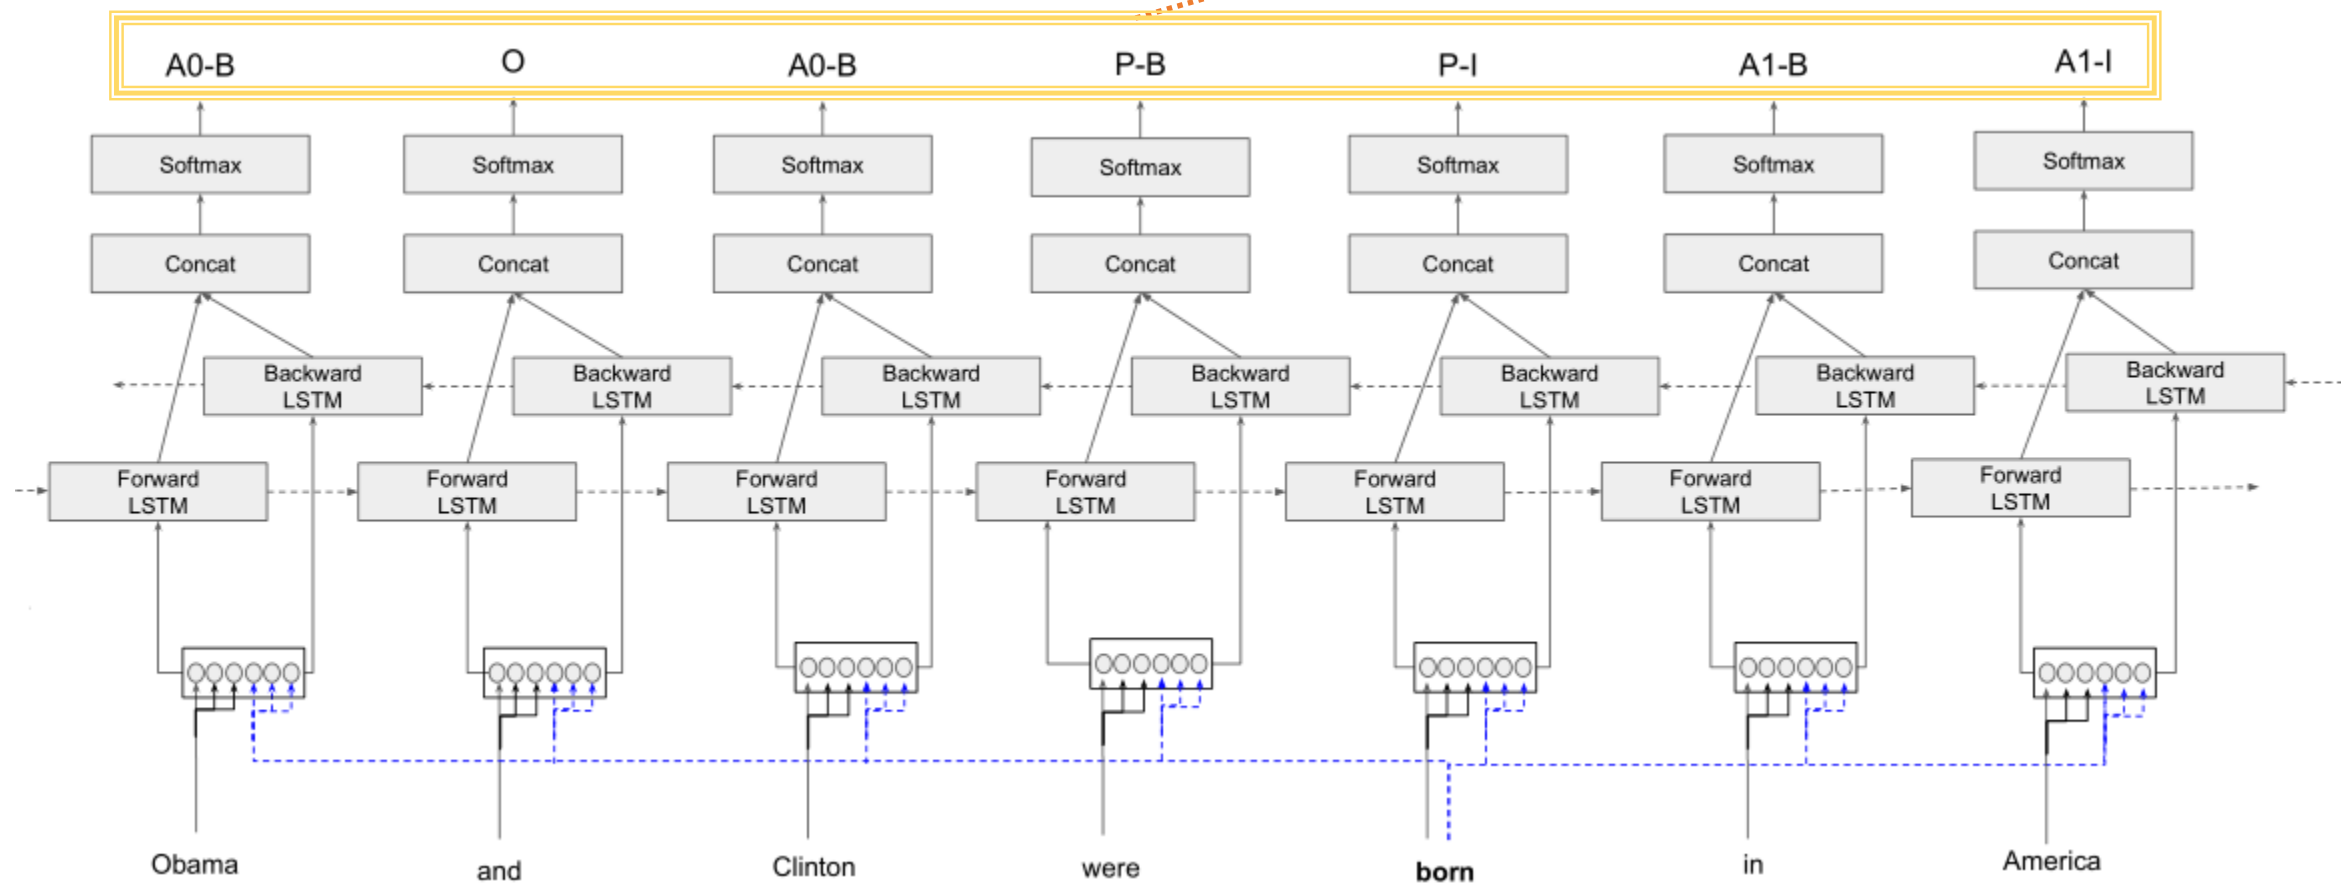 A0-B O A0-B P-B P-I A1-B A1-I
Softmax Softmax Softmax Softmax Softmax Softmax Softmax
Concat Concat Concat Concat Concat Concat Concat
Backward LSTM Backward LSTM Backward LSTM Backward LSTM Backward LSTM Backward LSTM Backward LSTM
Forward LSTM Forward LSTM Forward LSTM Forward LSTM Forward LSTM Forward LSTM Forward LSTM
Obama and Clinton were born in America